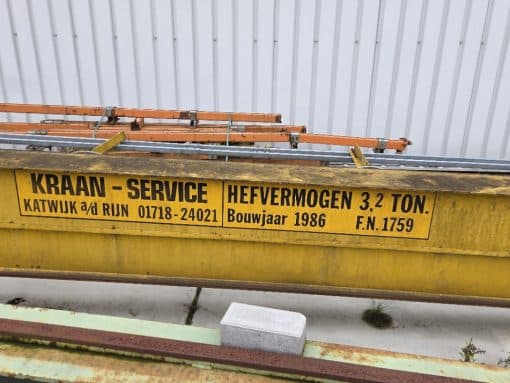 KRAAN - SERVICE
KATWIJK a/d RIJN 01718-24021
HEFVERMOGEN 3,2 TON.
Bouwjaar 1986 F.N. 1759